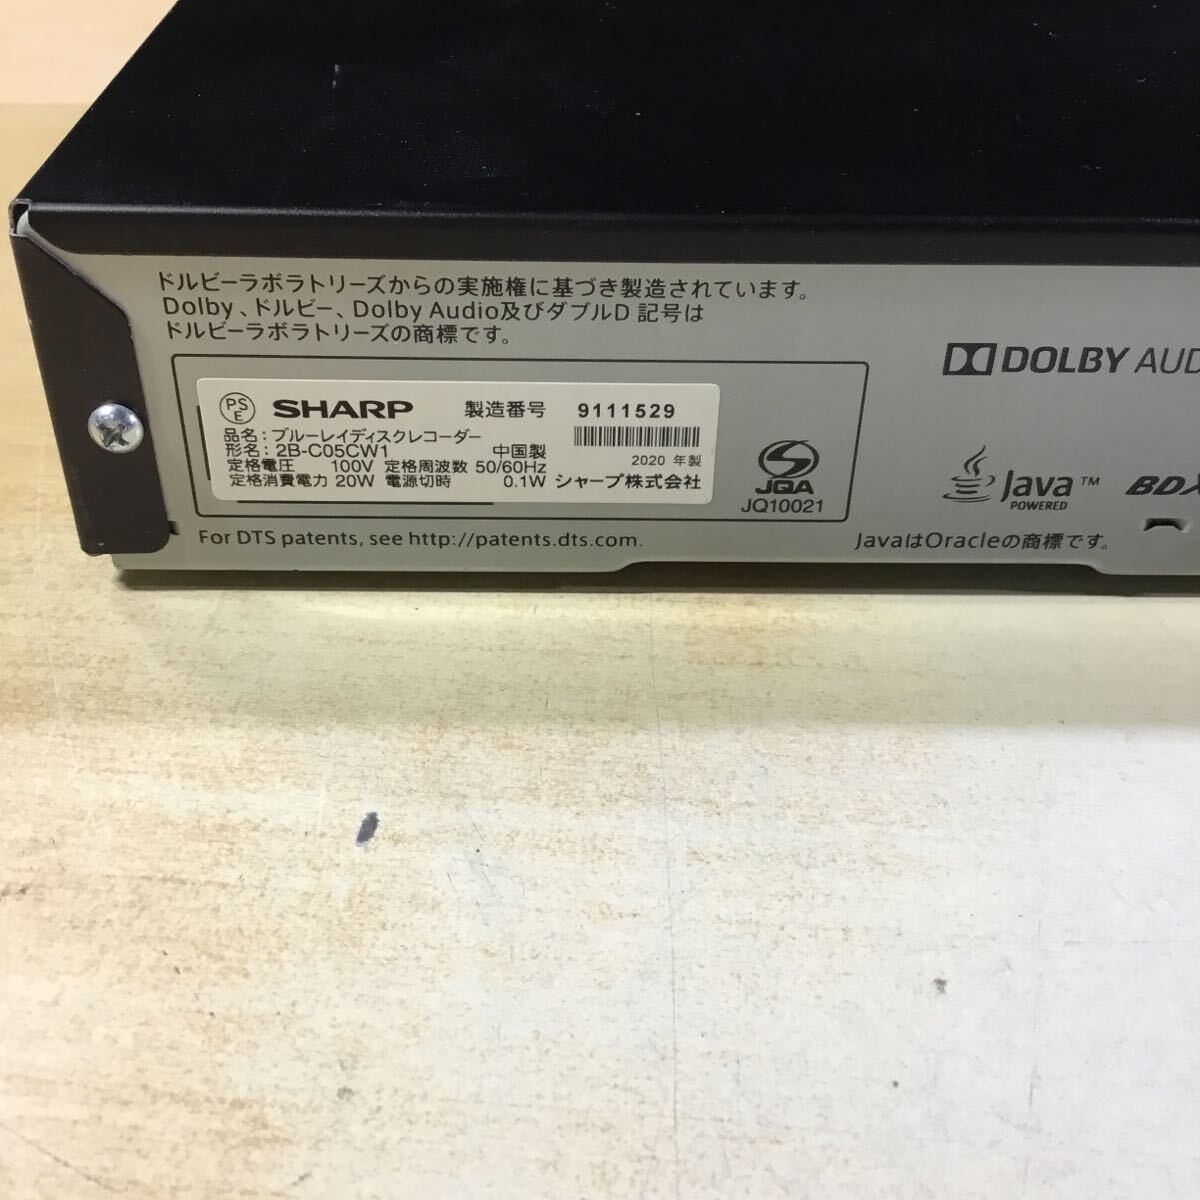 ドルビーラボラトリーズからの実施権に基づき製造されています。
Dolby、ドルビー、Dolby Audio及びダブルD 記号は
ドルビーラボラトリーズの商標です。
PS
E
SHARP 製造番号 9111529
品名:ブルーレイディスクレコーダー
形名:2B-C05CW1 中国製
2020 年製
定格電圧 100V 定格周波数 50/60Hz
定格消費電力 20W 電源切時 0.1W シャープ株式会社
JQA
JQ10021
DOLBY AUD
Java™
POWERED
BDX
For DTS patents, see http://patents.dts.com.
JavaはOracleの商標です。